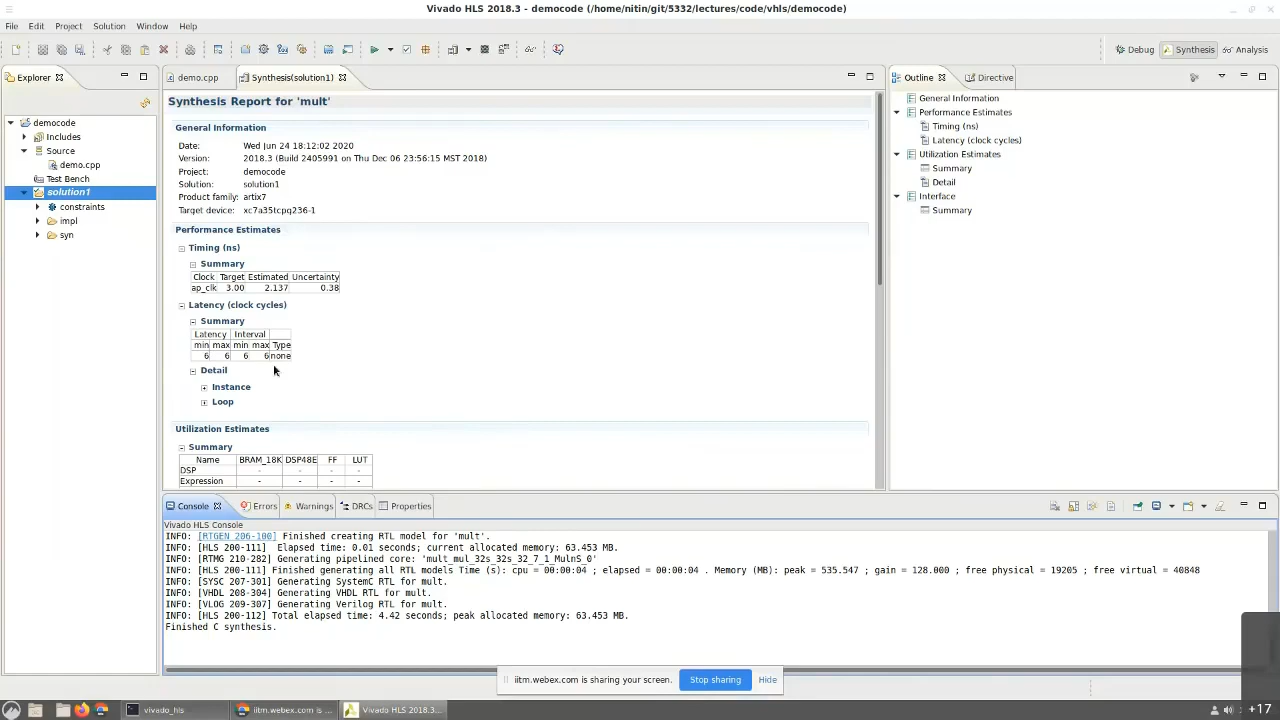 Vivado HLS 2018.3 - democode (/home/nitin/git/5332/lectures/code/vhls/democode)
File Edit Project Solution Window Help
Debug Synthesis Analysis
Explorer
democode
Includes
Source
demo.cpp
Test Bench
solution1
constraints
impl
syn
demo.cpp Synthesis(solution1)
Synthesis Report for 'mult'
General Information
Date: Wed Jun 24 18:12:02 2020
Version: 2018.3 (Build 2405991 on Thu Dec 06 23:56:15 MST 2018)
Project: democode
Solution: solution1
Product family: artix7
Target device: xc7a35tcpg236-1
Performance Estimates
Timing (ns)
Summary
Clock Target Estimated Uncertainty
ap_clk 3.00 2.137 0.38
Latency (clock cycles)
Summary
Latency Interval
min max min max Type
6 6 6 6 none
Detail
Instance
Loop
Utilization Estimates
Summary
Name BRAM_18K DSP48E FF LUT
DSP - - - -
Expression - - - -
Outline Directive
General Information
Performance Estimates
Timing (ns)
Latency (clock cycles)
Utilization Estimates
Summary
Detail
Interface
Summary
Console Errors Warnings DRCs Properties
Vivado HLS Console
INFO: [RTGEN 206-100] Finished creating RTL model for 'mult'.
INFO: [HLS 200-111]  Elapsed time: 0.01 seconds; current allocated memory: 63.453 MB.
INFO: [RTMG 210-282] Generating pipelined core: 'mult_mul_32s_32s_32_7_1_MulnS_0'
INFO: [HLS 200-111] Finished generating all RTL models Time (s): cpu = 00:00:04 ; elapsed = 00:00:04 . Memory (MB): peak = 535.547 ; gain = 128.000 ; free physical = 19205 ; free virtual = 40848
INFO: [SYSC 207-301] Generating SystemC RTL for mult.
INFO: [VHDL 208-304] Generating VHDL RTL for mult.
INFO: [VLOG 209-307] Generating Verilog RTL for mult.
INFO: [HLS 200-112] Total elapsed time: 4.42 seconds; peak allocated memory: 63.453 MB.
Finished C synthesis.
iitm.webex.com is sharing your screen. Stop sharing Hide
vivado_hls iitm.webex.com is ... Vivado HLS 2018.3... +17